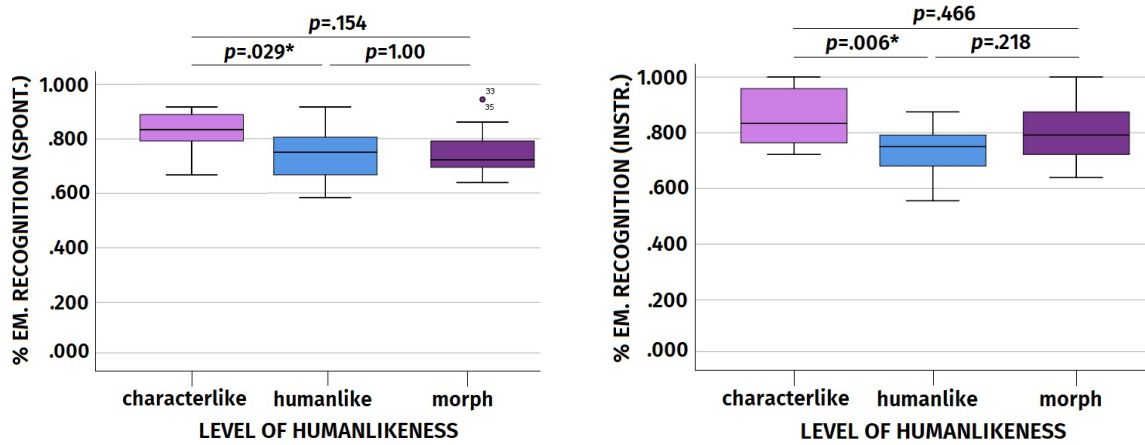 p=.154
p=.029* p=1.00
% EM. RECOGNITION (SPONT.)
1.000
.800
.600
.400
.200
.000
33
35
characterlike humanlike morph
LEVEL OF HUMANLIKENESS
p=.466
p=.006* p=.218
% EM. RECOGNITION (INSTR.)
1.000
.800
.600
.400
.200
.000
characterlike humanlike morph
LEVEL OF HUMANLIKENESS